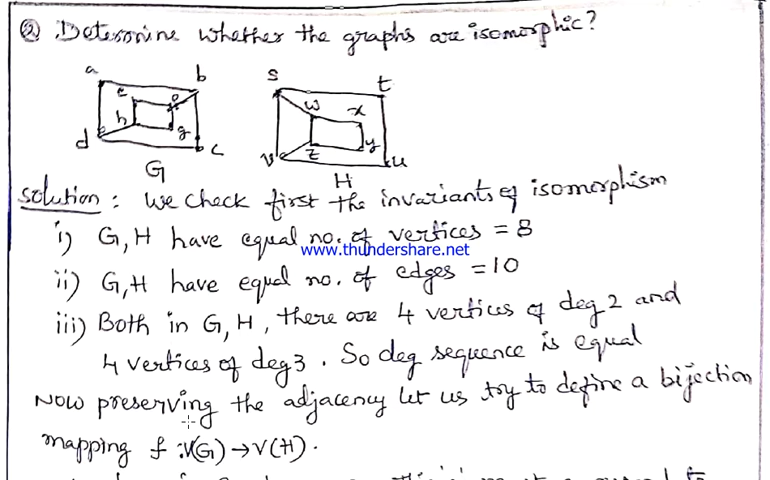 ② Determine whether the graphs are isomorphic?
a b s t
e f w x
h g z y
d c v u
G H
Solution : We check first the invariants of isomorphism
i) G, H have equal no. of vertices = 8
www.thundershare.net
ii) G, H have equal no. of edges = 10
iii) Both in G, H, there are 4 vertices of deg 2 and
4 vertices of deg 3. So deg sequence is equal
Now preserving the adjacency let us try to define a bijection
mapping f : V(G) → V(H).